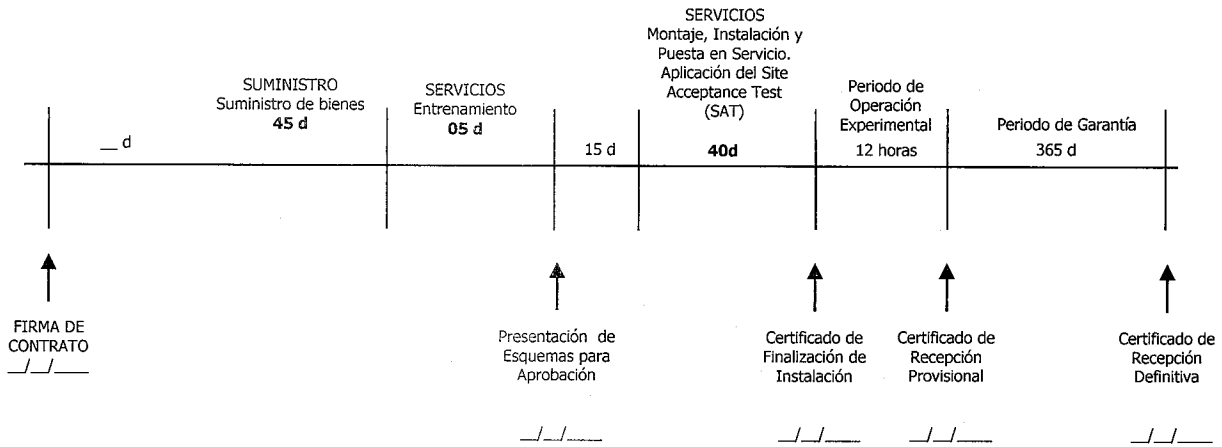 SERVICIOS
Montaje, Instalación y
Puesta en Servicio.
Aplicación del Site
Acceptance Test
(SAT)
SUMINISTRO
Suministro de bienes
45 d
SERVICIOS
Entrenamiento
05 d
Periodo de
Operación
Experimental
12 horas
Periodo de Garantía
365 d
__ d
15 d
40d
FIRMA DE
CONTRATO
__/__/____
Presentación de
Esquemas para
Aprobación
__/__/____
Certificado de
Finalización de
Instalación
__/__/____
Certificado de
Recepción
Provisional
__/__/____
Certificado de
Recepción
Definitiva
__/__/____